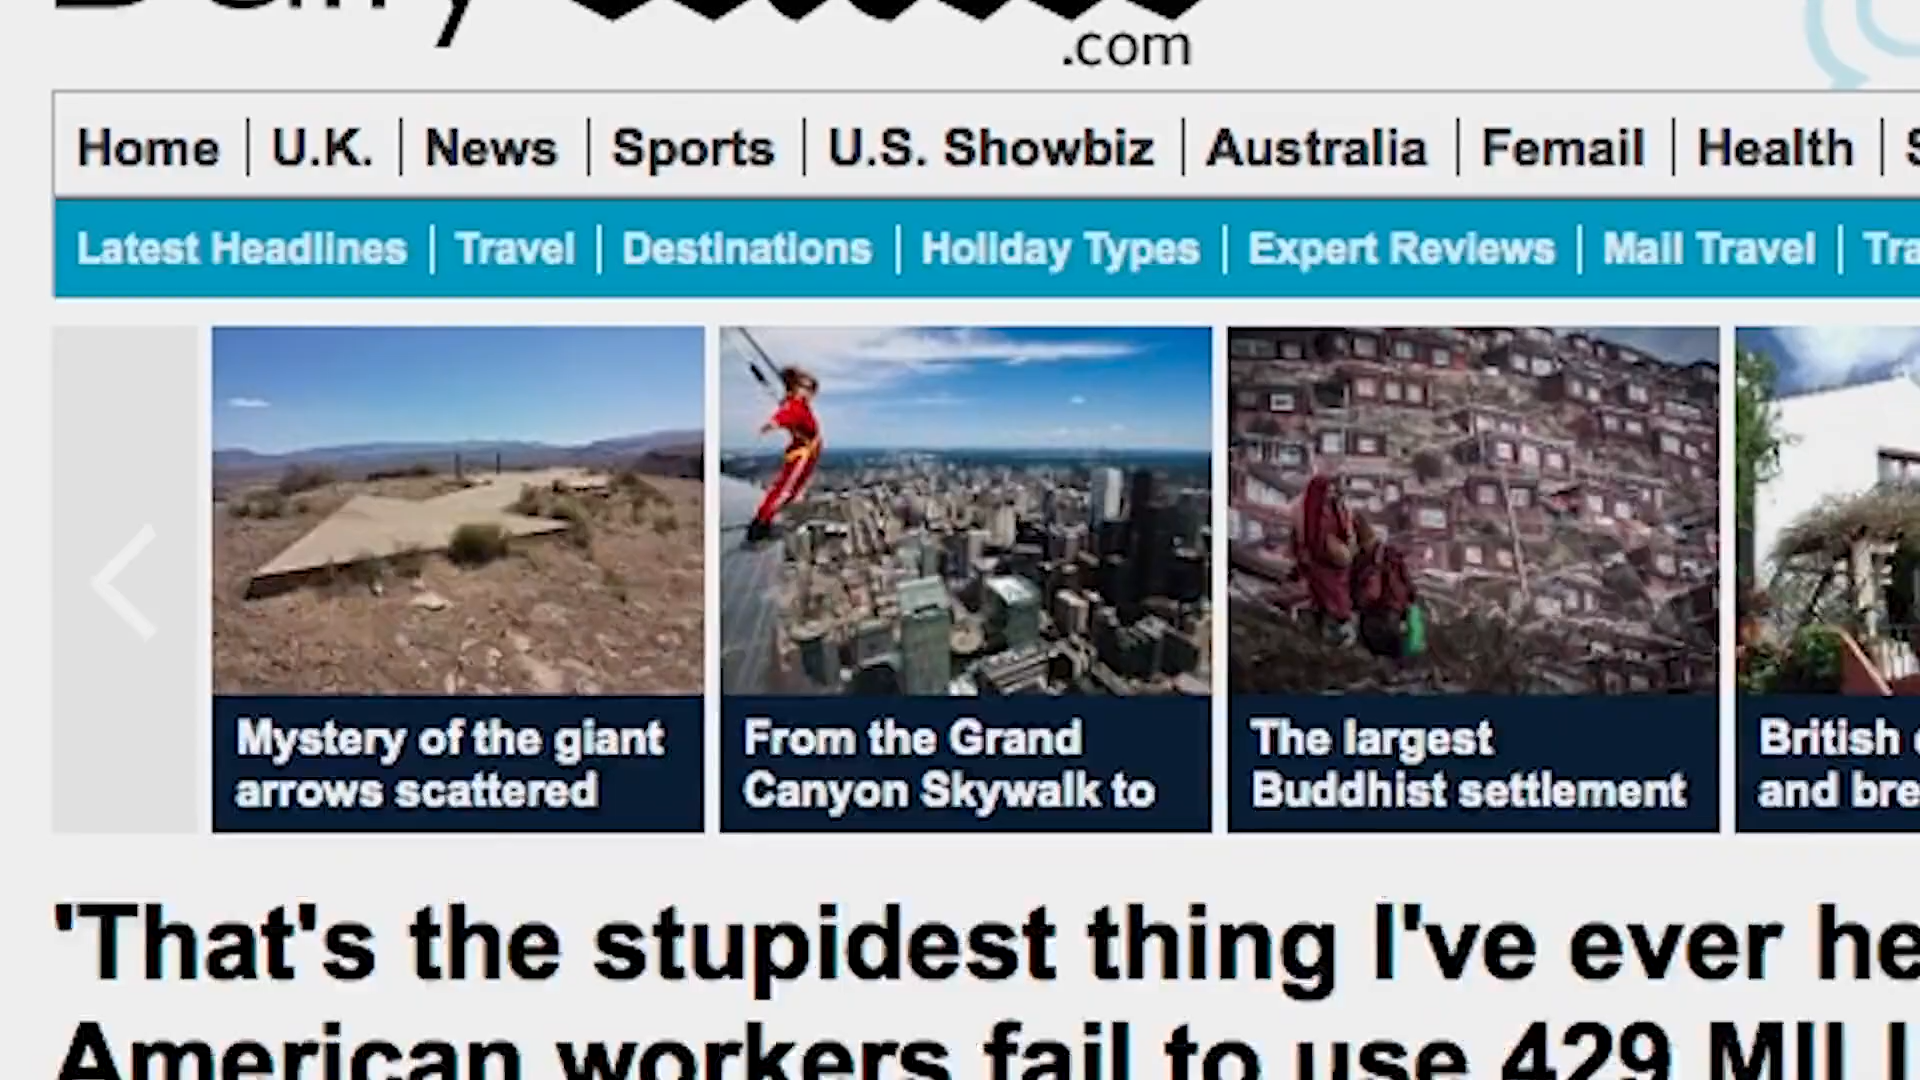 .com
Home U.K. News Sports U.S. Showbiz Australia Femail Health
Latest Headlines Travel Destinations Holiday Types Expert Reviews Mail Travel
Mystery of the giant
arrows scattered
From the Grand
Canyon Skywalk to
The largest
Buddhist settlement
British
and
'That's the stupidest thing I've ever
American workers fail to use 429